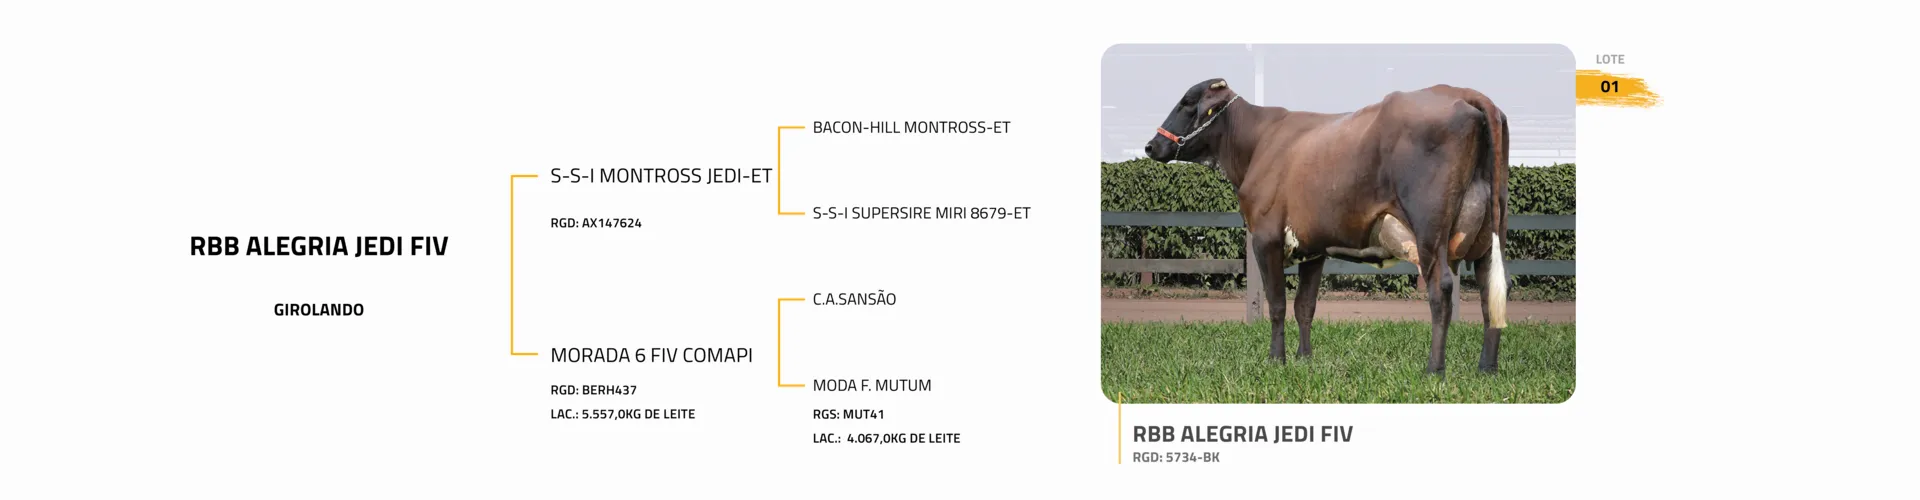 RBB ALEGRIA JEDI FIV
GIROLANDO
S-S-I MONTROSS JEDI-ET
RGD: AX147624
MORADA 6 FIV COMAPI
RGD: BERH437
LAC.: 5.557,0KG DE LEITE
BACON-HILL MONTROSS-ET
S-S-I SUPERSIRE MIRI 8679-ET
C.A.SANSÃO
MODA F. MUTUM
RGS: MUT41
LAC.: 4.067,0KG DE LEITE
LOTE
01
RBB ALEGRIA JEDI FIV
RGD: 5734-BK